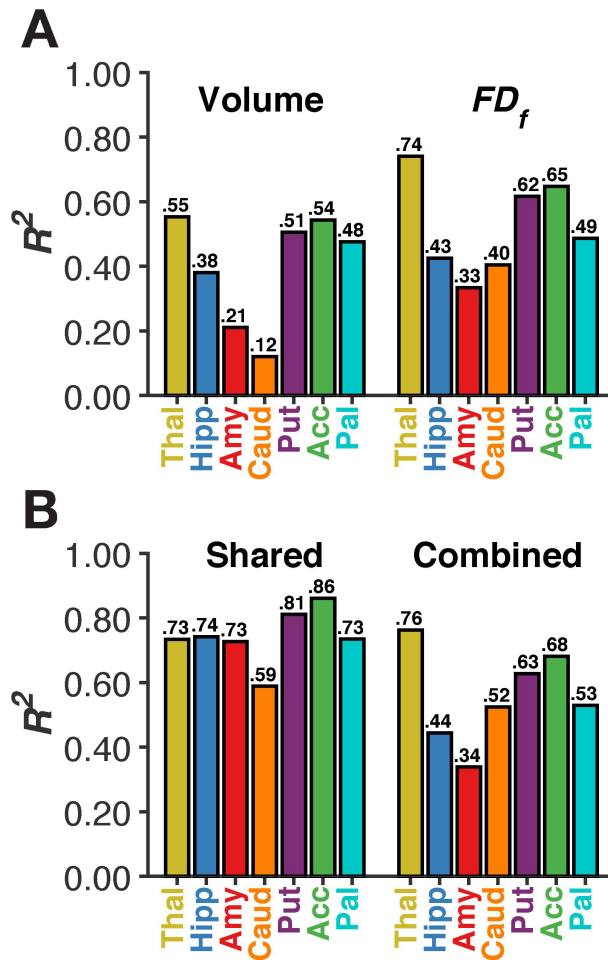 A
1.00
Volume
FD_f
0.80
.74
0.60
.55
.51
.54
.48
.62
.65
R²
0.40
.38
.43
.33
.40
.49
0.20
.21
.12
0.00
Thal Hipp Amy Caud Put Acc Pal
Thal Hipp Amy Caud Put Acc Pal
B
1.00
Shared
Combined
0.80
.73 .74 .73 .59 .81 .86 .73
.76 .44 .34 .52 .63 .68 .53
0.60
R²
0.40
0.20
0.00
Thal Hipp Amy Caud Put Acc Pal
Thal Hipp Amy Caud Put Acc Pal